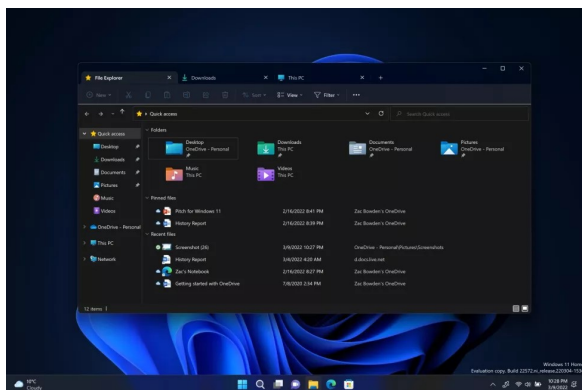 File Explorer
Downloads
This PC
New
Sort
View
Filter
Quick access
Search Quick access
Quick access
Desktop
Downloads
Documents
Pictures
Music
Videos
OneDrive - Personal
This PC
Network
Folders
Desktop
OneDrive - Personal
Downloads
This PC
Documents
OneDrive - Personal
Pictures
OneDrive - Personal
Music
This PC
Videos
This PC
Pinned files
Pitch for Windows 11 2/16/2022 8:41 PM Zac Bowden's OneDrive
History Report 2/16/2022 8:39 PM Zac Bowden's OneDrive
Recent files
Screenshot (26) 3/9/2022 10:27 PM OneDrive - Personal\Pictures\Screenshots
History Report 3/6/2022 4:20 AM d.docs.live.net
Zac's Notebook 2/16/2022 8:27 PM Zac Bowden's OneDrive
Getting started with OneDrive 7/8/2020 2:34 PM Zac Bowden's OneDrive
12 items
Windows 11 Home
Evaluation copy. Build 22572.ni_release.220304-153
Cloudy
10:28 PM
3/9/2022